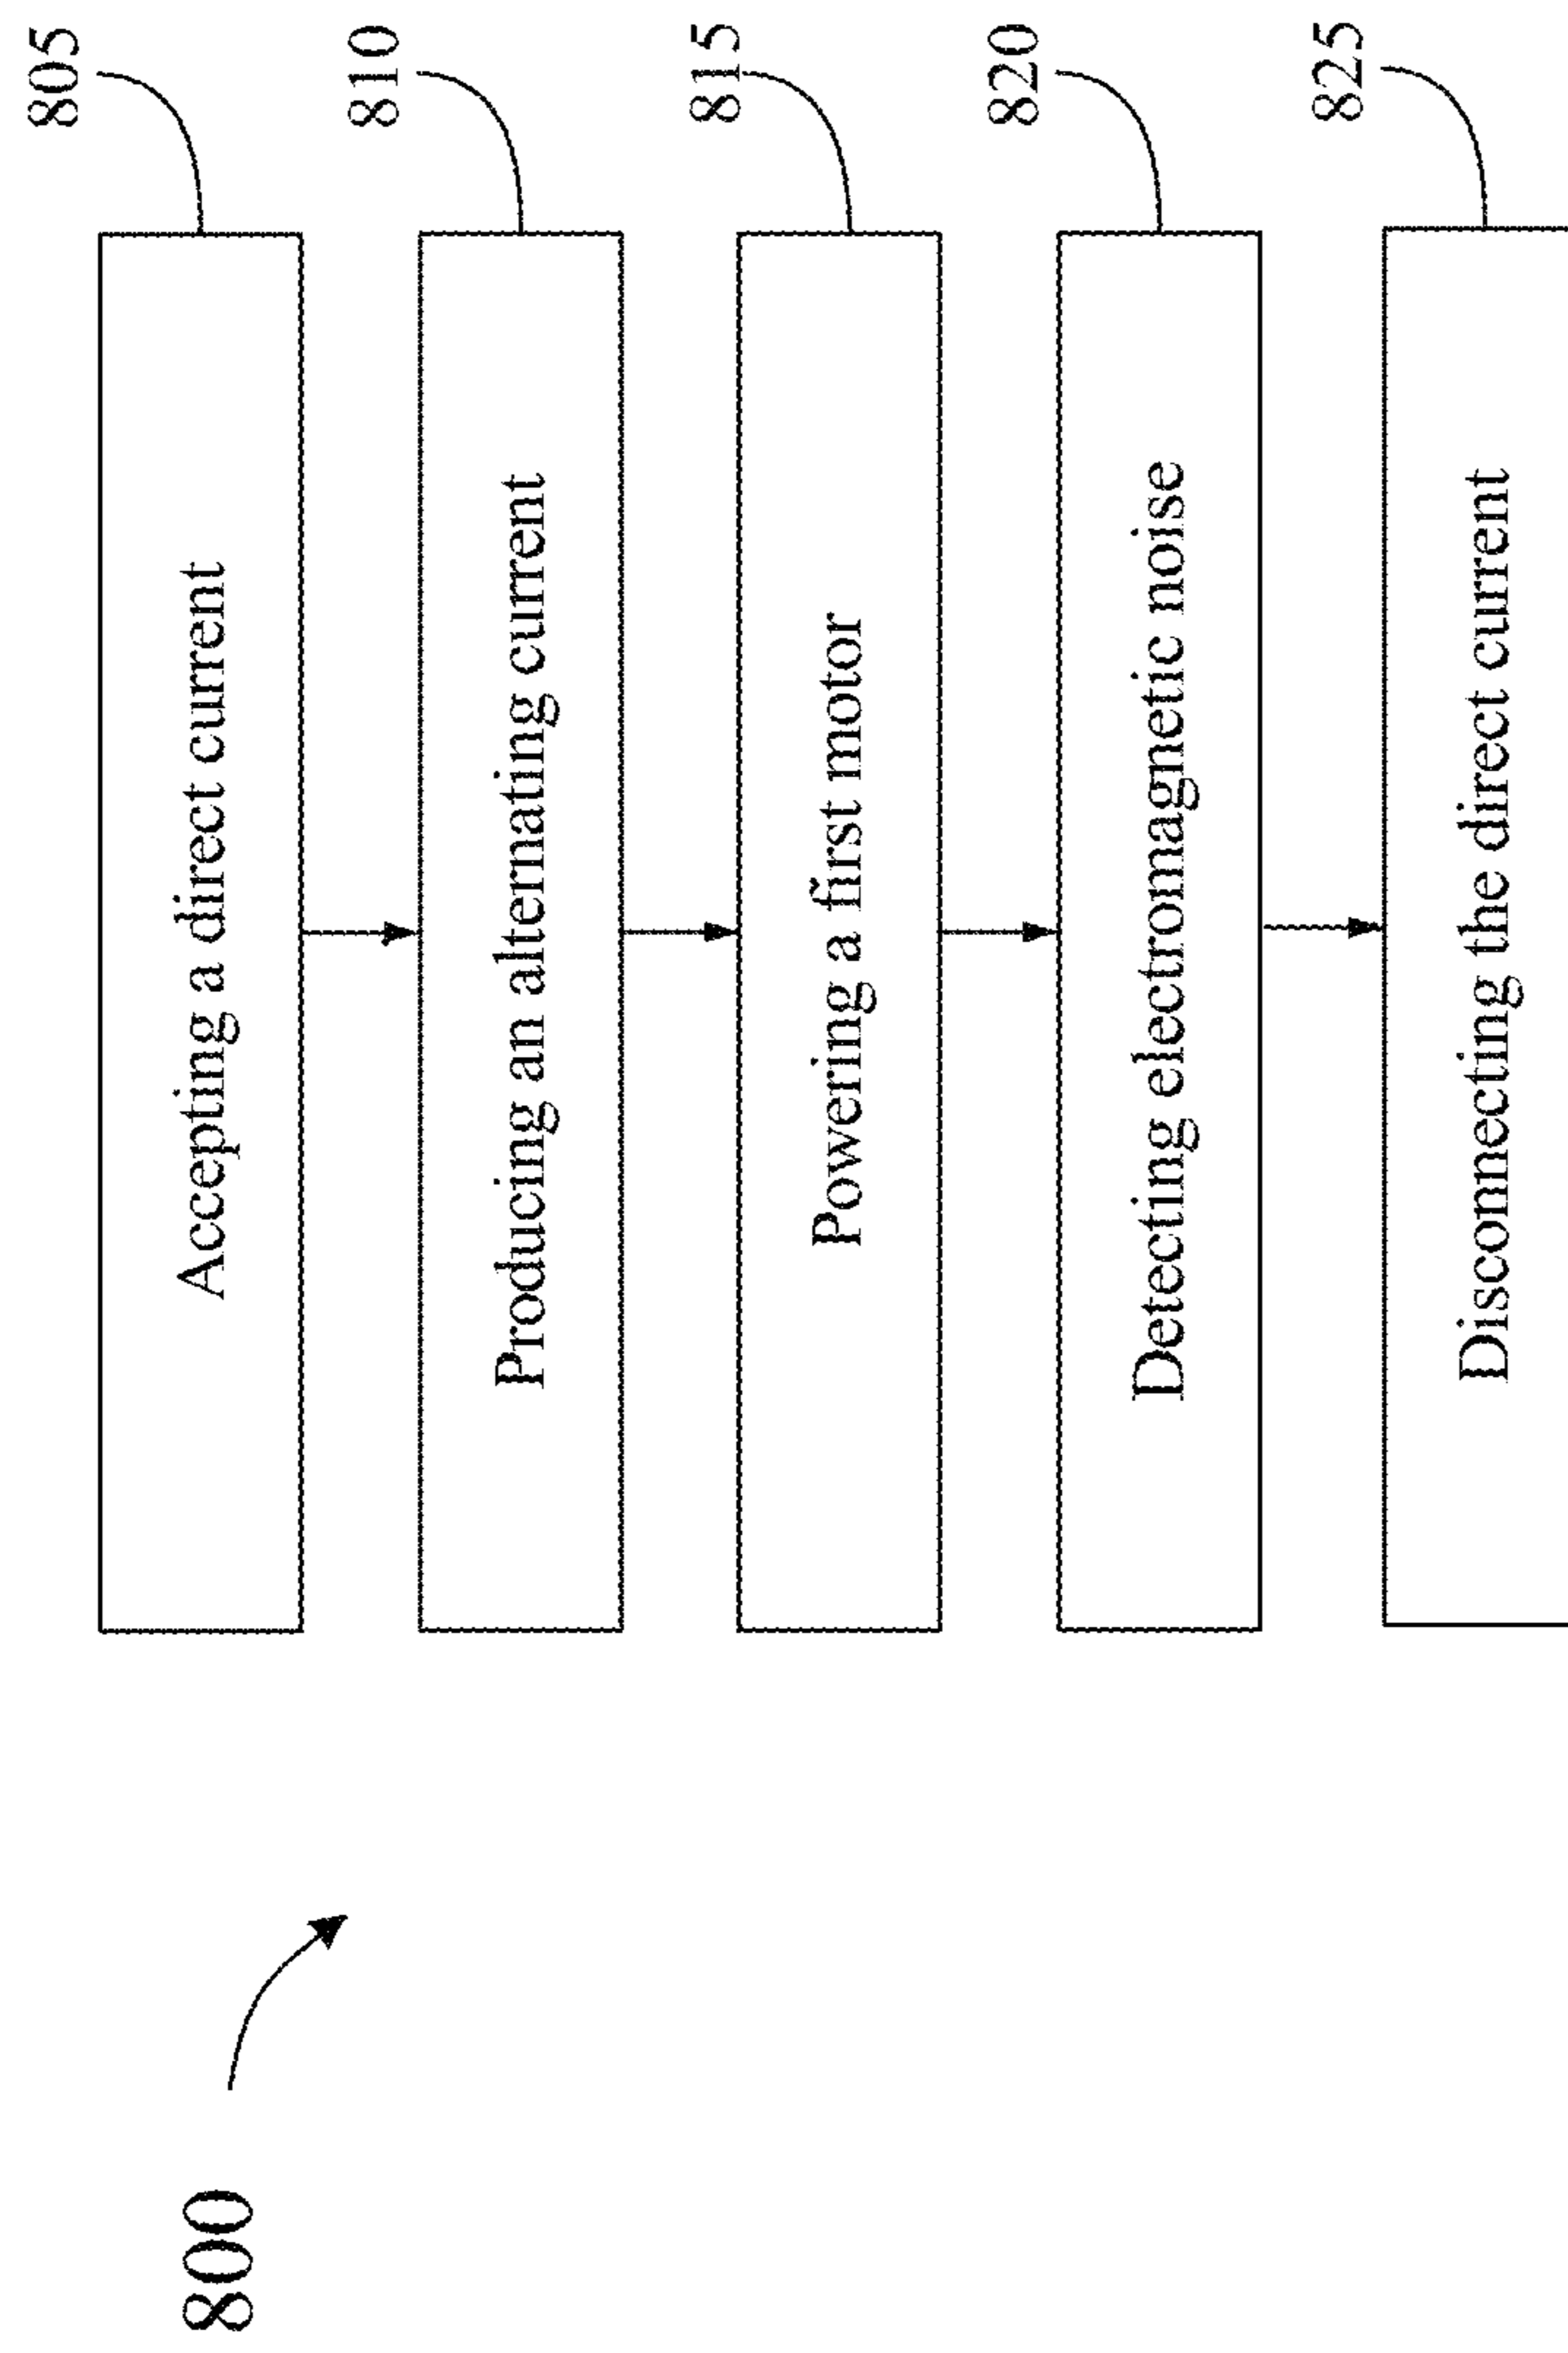 800
805
Accepting a direct current
810
Producing an alternating current
815
Powering a first motor
820
Detecting electromagnetic noise
825
Disconnecting the direct current